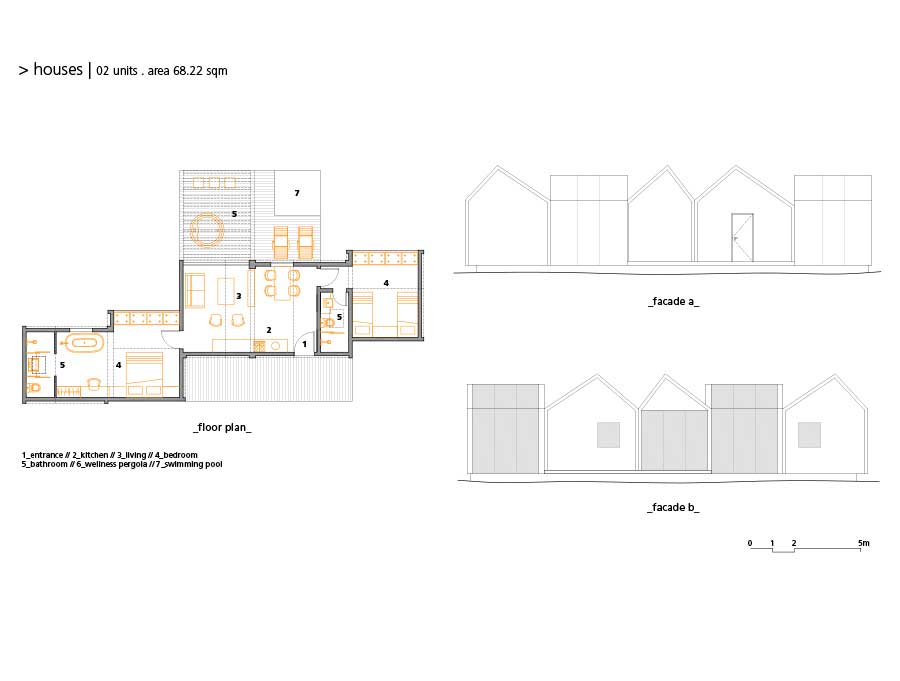 > houses | 02 units . area 68.22 sqm
7
5
4
3
5
2
1
5
4
_floor plan_
1_entrance // 2_kitchen // 3_living // 4_bedroom
5_bathroom // 6_wellness pergola // 7_swimming pool
_facade a_
_facade b_
0 1 2 5m